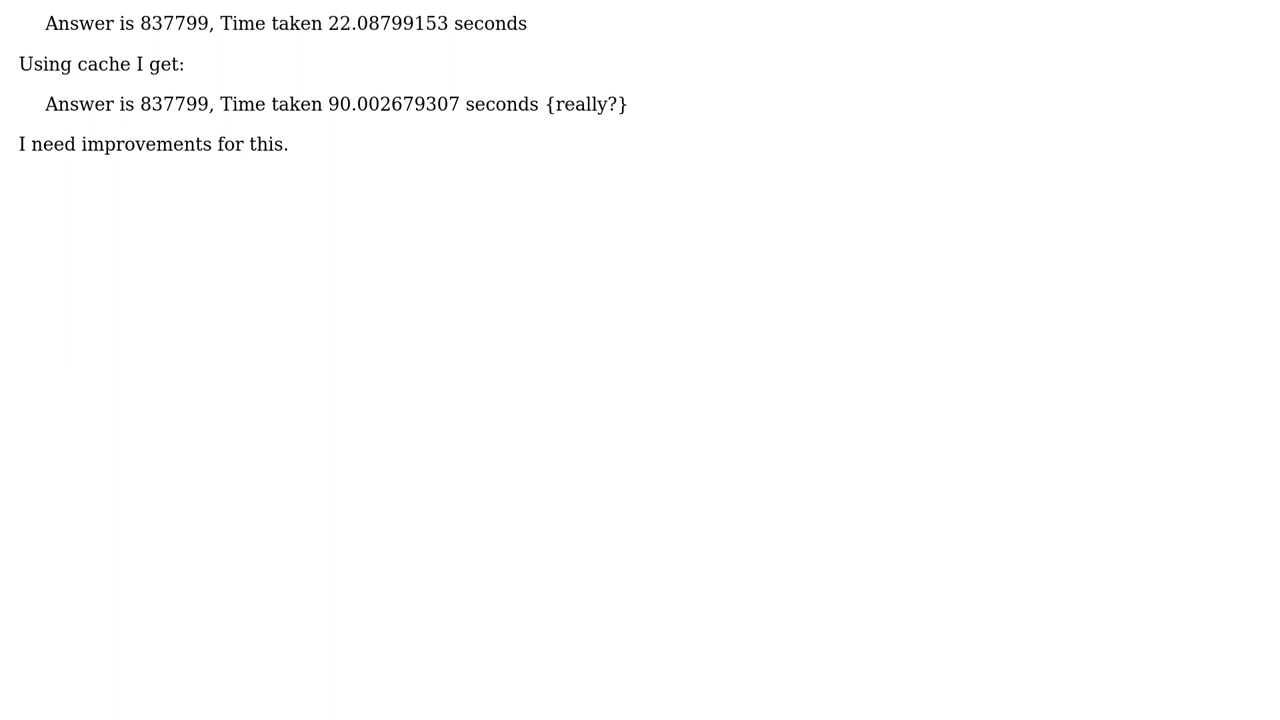 Answer is 837799, Time taken 22.08799153 seconds
Using cache I get:
Answer is 837799, Time taken 90.002679307 seconds {really?}
I need improvements for this.